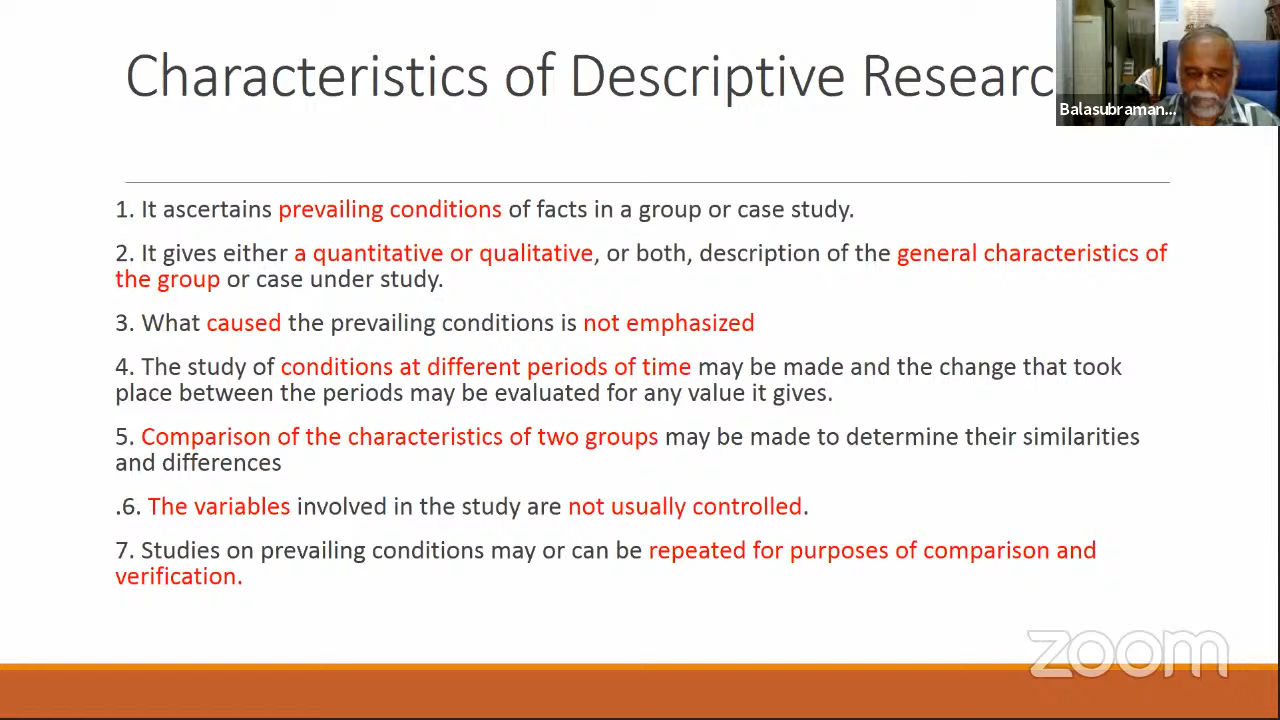 Characteristics of Descriptive Researc
Balasubraman...
1. It ascertains prevailing conditions of facts in a group or case study.
2. It gives either a quantitative or qualitative, or both, description of the general characteristics of
the group or case under study.
3. What caused the prevailing conditions is not emphasized
4. The study of conditions at different periods of time may be made and the change that took
place between the periods may be evaluated for any value it gives.
5. Comparison of the characteristics of two groups may be made to determine their similarities
and differences
.6. The variables involved in the study are not usually controlled.
7. Studies on prevailing conditions may or can be repeated for purposes of comparison and
verification.
zoom